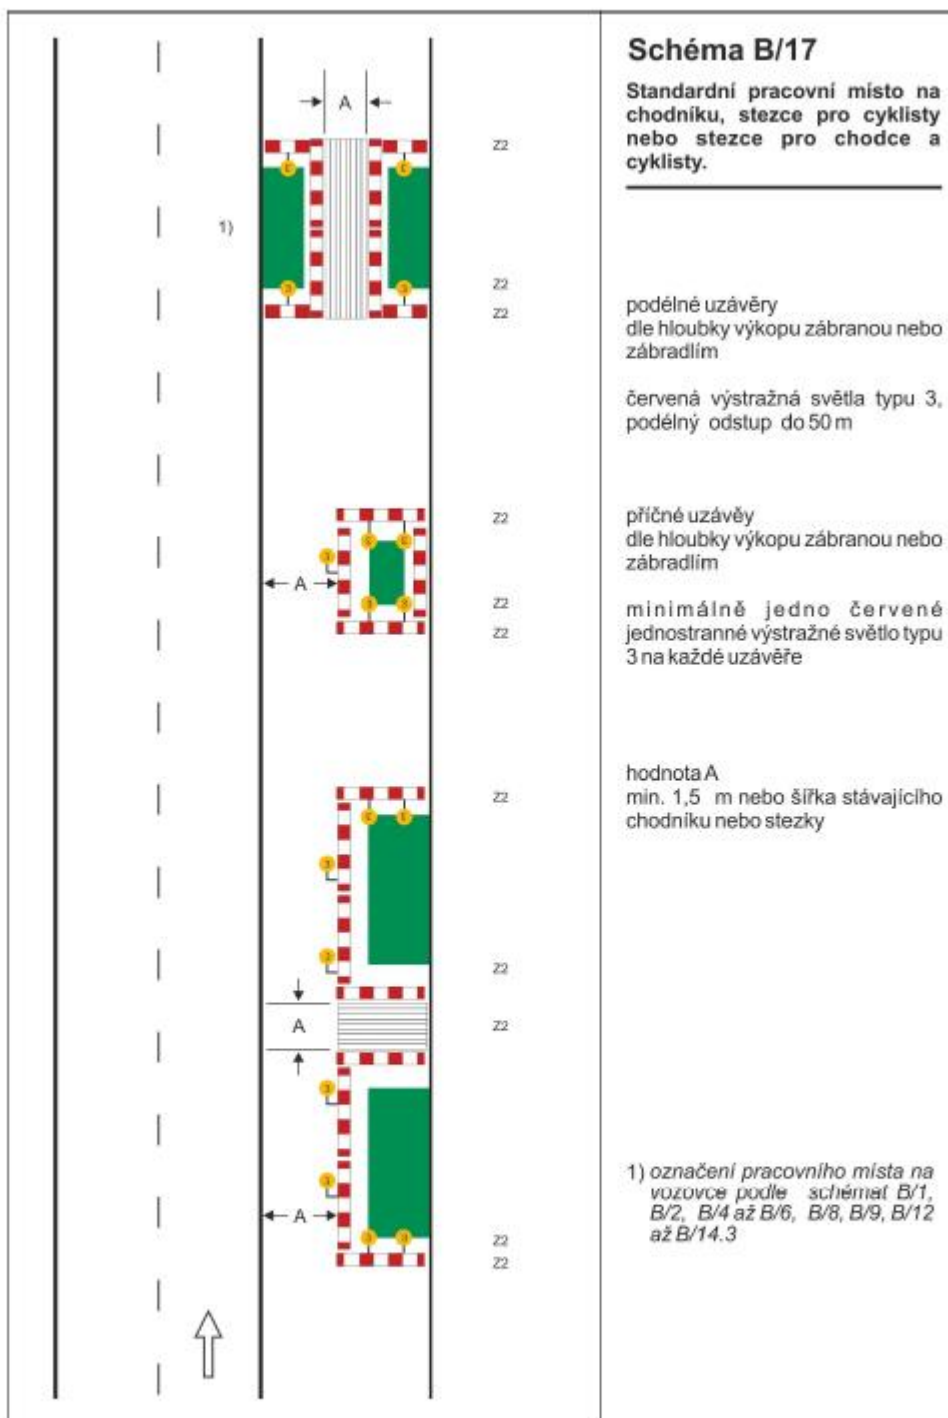 Schéma B/17
Standardní pracovní místo na
chodníku, stezce pro cyklisty
nebo stezce pro chodce a
cyklisty.
A
Z2
1)
Z2
Z2
podélné uzávěry
dle hloubky výkopu zábranou nebo
zábradlím
červená výstražná světla typu 3,
podélný odstup do 50 m
Z2
A
Z2
Z2
příčné uzávěy
dle hloubky výkopu zábranou nebo
zábradlím
minimálně jedno červené
jednostranné výstražné světlo typu
3 na každé uzávěře
Z2
hodnota A
min. 1,5 m nebo šířka stávajícího
chodníku nebo stezky
Z2
A
Z2
A
Z2
Z2
1) označení pracovního místa na
vozovce podle schémat B/1,
B/2, B/4 až B/6, B/8, B/9, B/12
až B/14.3